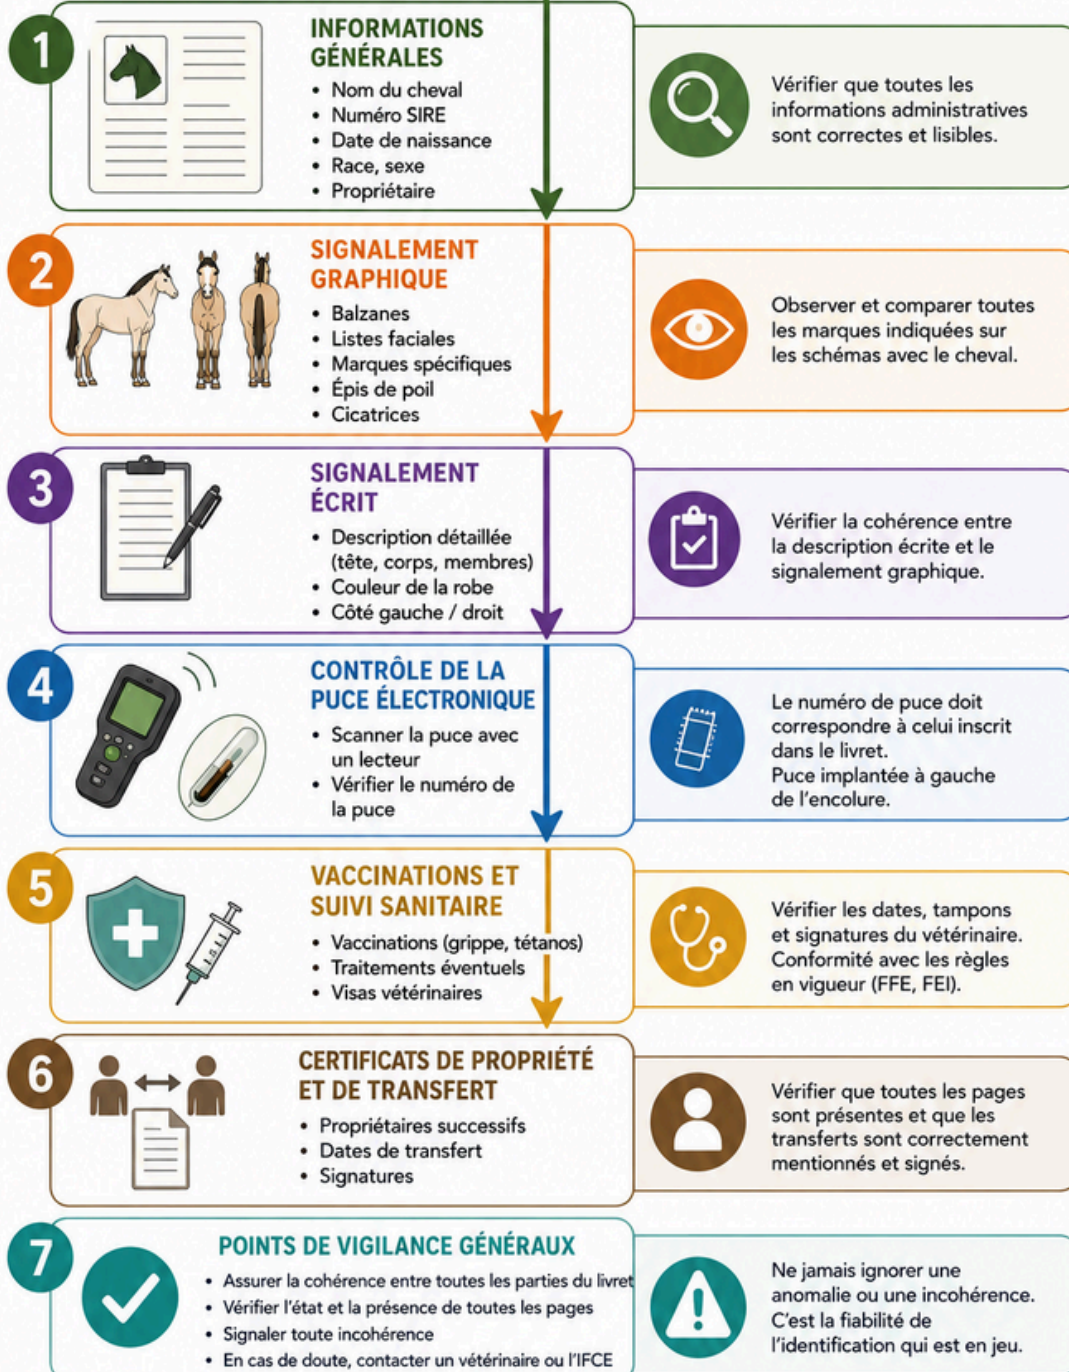 1
INFORMATIONS
GÉNÉRALES
• Nom du cheval
• Numéro SIRE
• Date de naissance
• Race, sexe
• Propriétaire
Vérifier que toutes les
informations administratives
sont correctes et lisibles.
2
SIGNALEMENT
GRAPHIQUE
• Balzanes
• Listes faciales
• Marques spécifiques
• Épis de poil
• Cicatrices
Observer et comparer toutes
les marques indiquées sur
les schémas avec le cheval.
3
SIGNALEMENT
ÉCRIT
• Description détaillée
(tête, corps, membres)
• Couleur de la robe
• Côté gauche / droit
Vérifier la cohérence entre
la description écrite et le
signalement graphique.
4
CONTRÔLE DE LA
PUCE ÉLECTRONIQUE
• Scanner la puce avec
un lecteur
• Vérifier le numéro de
la puce
Le numéro de puce doit
correspondre à celui inscrit
dans le livret.
Puce implantée à gauche
de l'encolure.
5
VACCINATIONS ET
SUIVI SANITAIRE
• Vaccinations (grippe, tétanos)
• Traitements éventuels
• Visas vétérinaires
Vérifier les dates, tampons
et signatures du vétérinaire.
Conformité avec les règles
en vigueur (FFE, FEI).
6
CERTIFICATS DE PROPRIÉTÉ
ET DE TRANSFERT
• Propriétaires successifs
• Dates de transfert
• Signatures
Vérifier que toutes les pages
sont présentes et que les
transferts sont correctement
mentionnés et signés.
7
POINTS DE VIGILANCE GÉNÉRAUX
• Assurer la cohérence entre toutes les parties du livret
• Vérifier l'état et la présence de toutes les pages
• Signaler toute incohérence
• En cas de doute, contacter un vétérinaire ou l'IFCE
Ne jamais ignorer une
anomalie ou une incohérence.
C'est la fiabilité de
l'identification qui est en jeu.